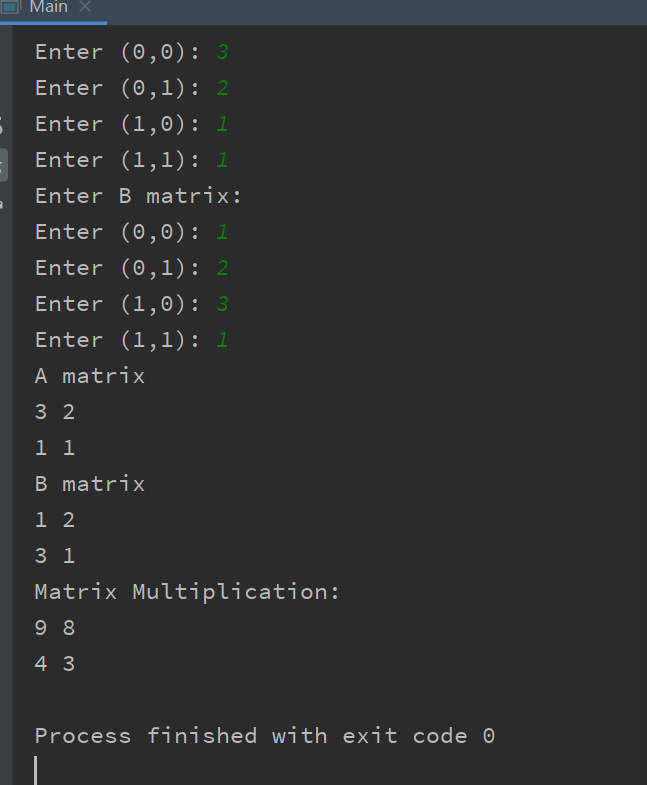 Main
Enter (0,0): 3
Enter (0,1): 2
Enter (1,0): 1
Enter (1,1): 1
Enter B matrix:
Enter (0,0): 1
Enter (0,1): 2
Enter (1,0): 3
Enter (1,1): 1
A matrix
3 2
1 1
B matrix
1 2
3 1
Matrix Multiplication:
9 8
4 3
Process finished with exit code 0